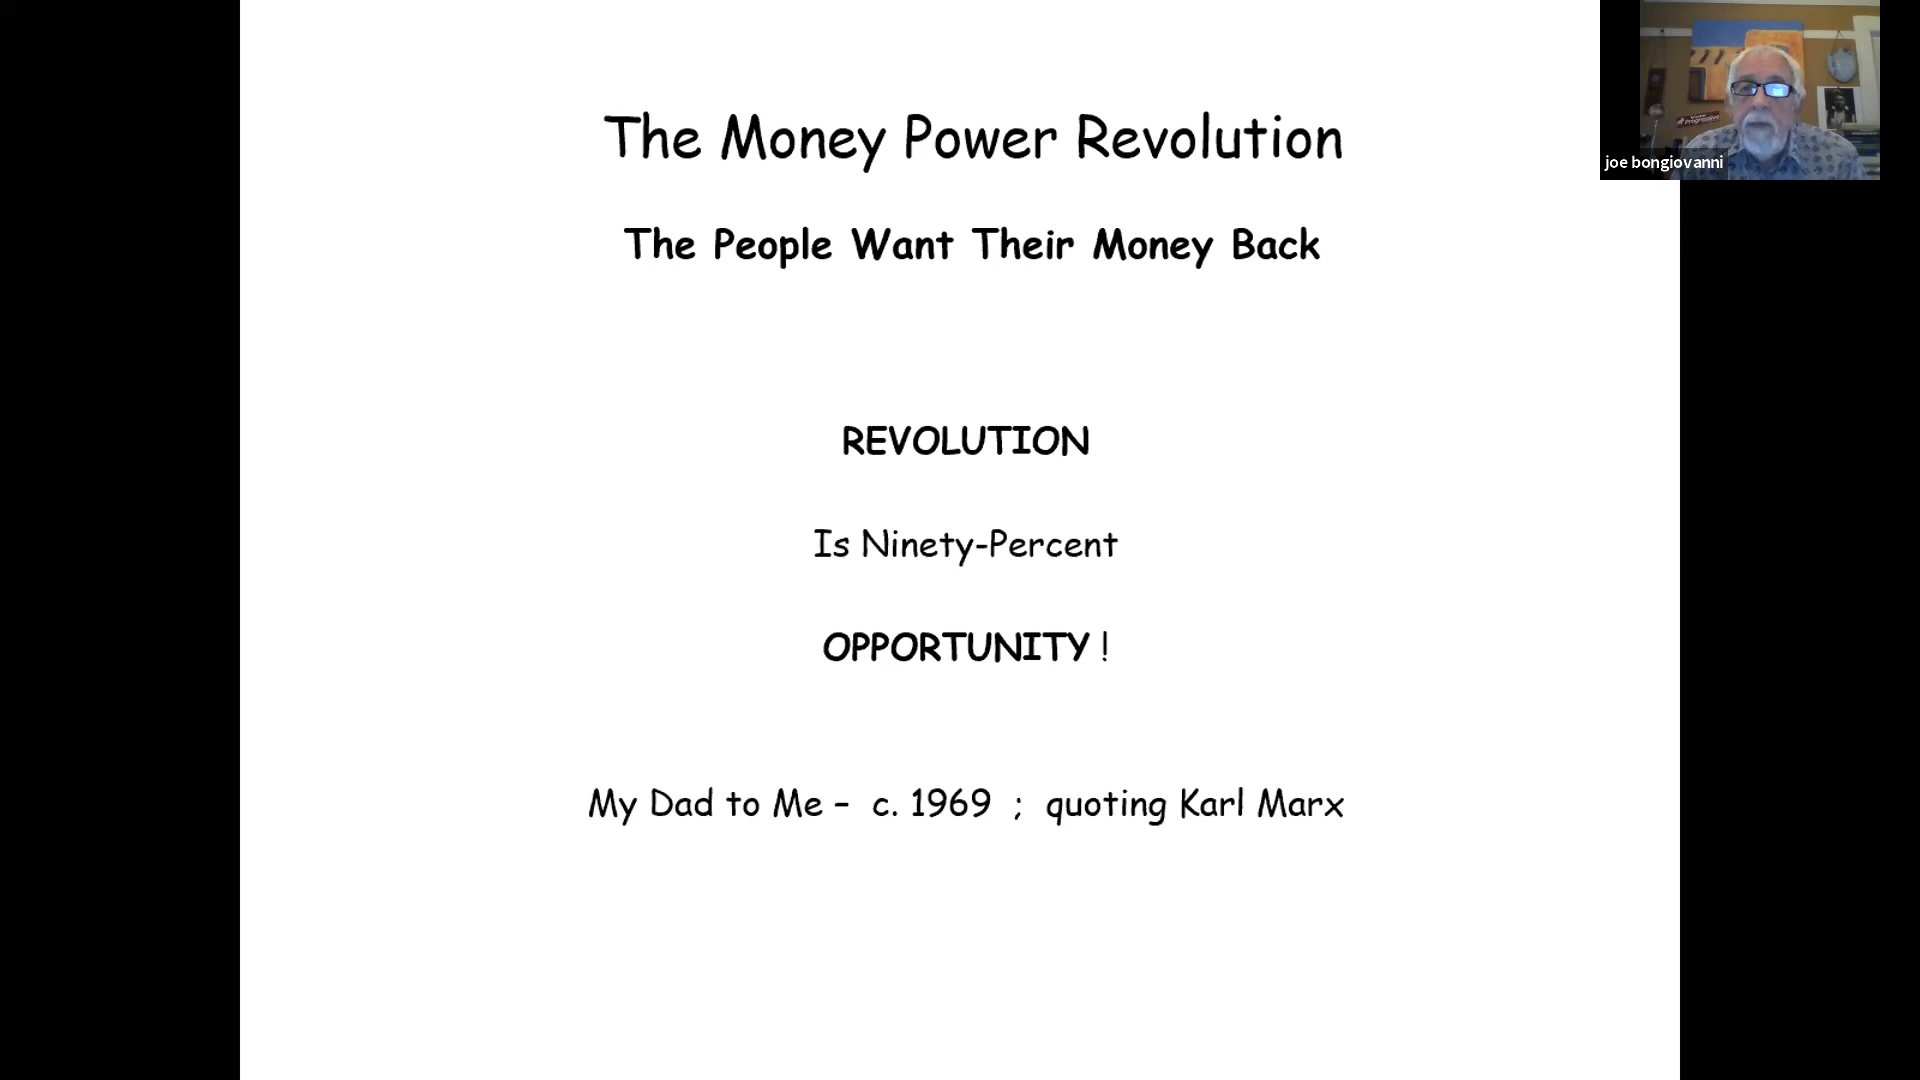 The Money Power Revolution
The People Want Their Money Back
REVOLUTION
Is Ninety-Percent
OPPORTUNITY !
My Dad to Me – c. 1969 ; quoting Karl Marx
joe bongiovanni
Progressive